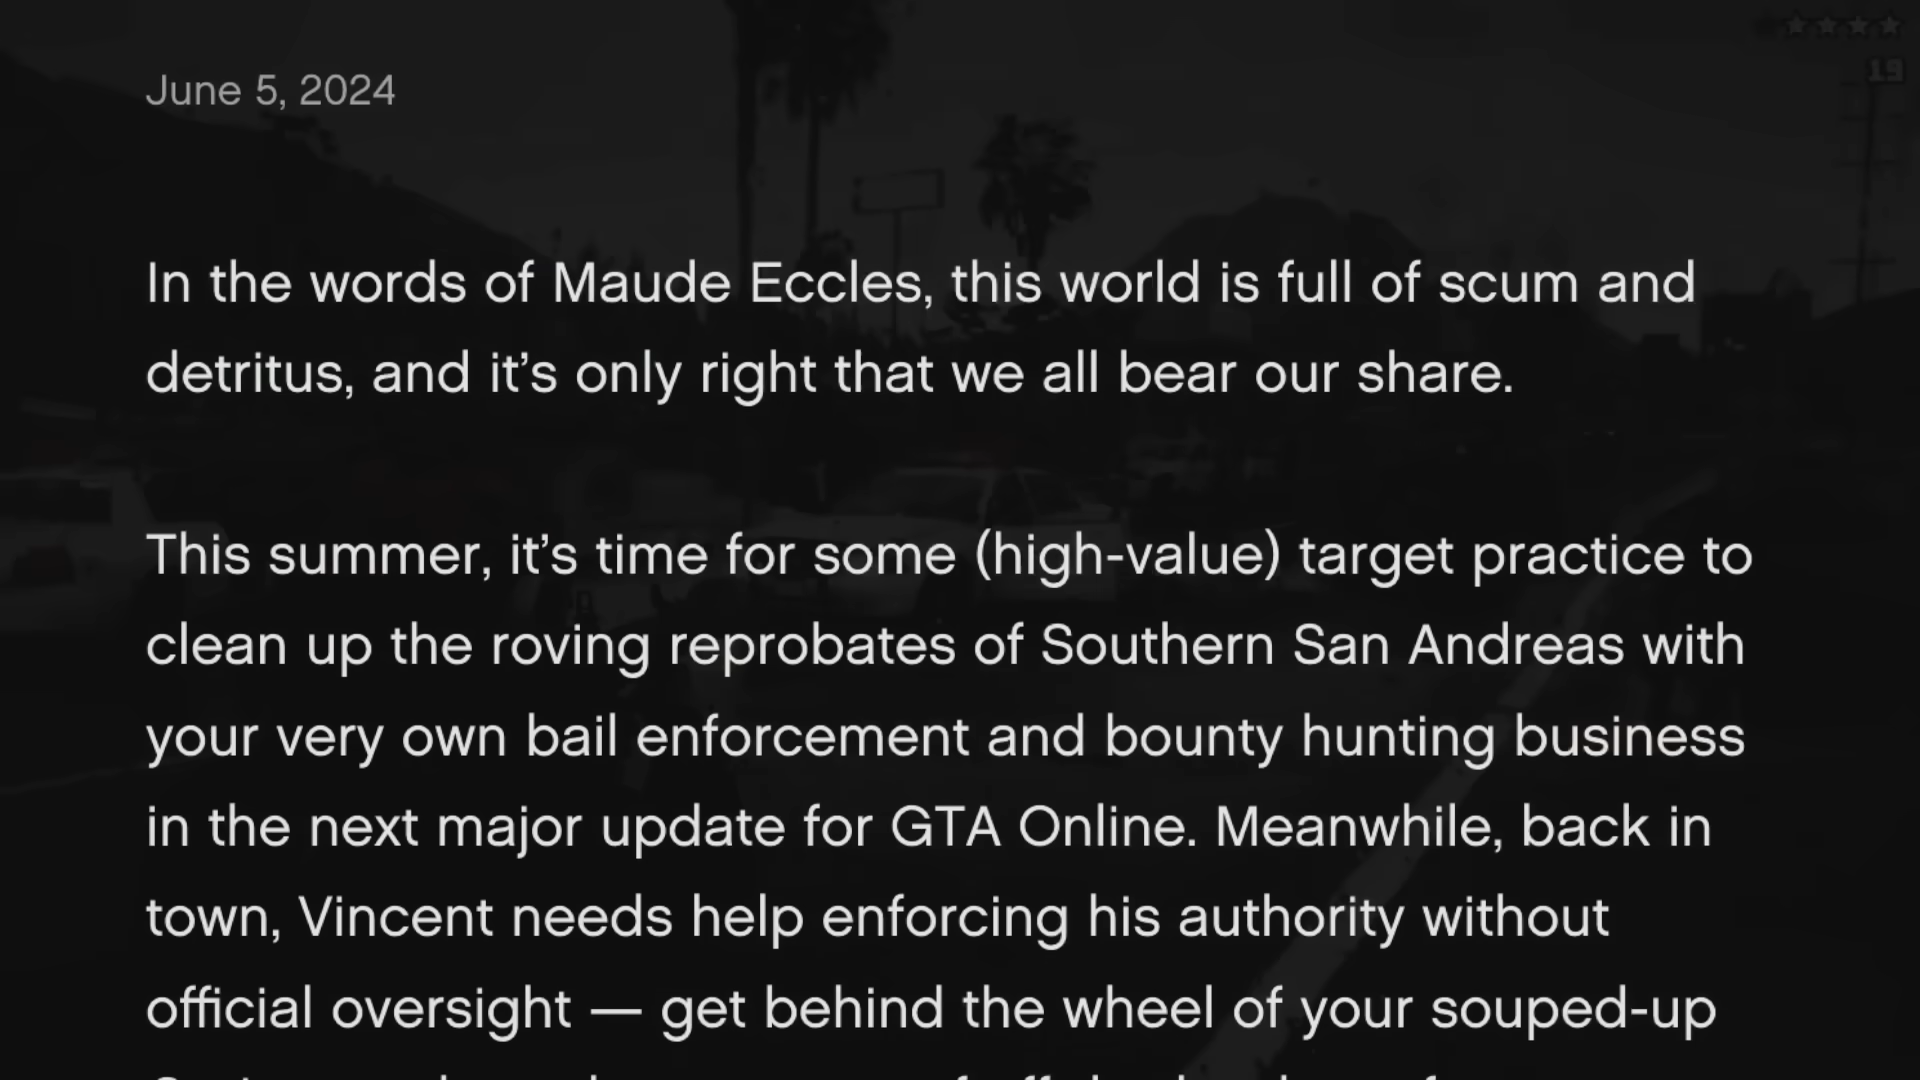 June 5, 2024
19
In the words of Maude Eccles, this world is full of scum and
detritus, and it’s only right that we all bear our share.
This summer, it’s time for some (high-value) target practice to
clean up the roving reprobates of Southern San Andreas with
your very own bail enforcement and bounty hunting business
in the next major update for GTA Online. Meanwhile, back in
town, Vincent needs help enforcing his authority without
official oversight — get behind the wheel of your souped-up